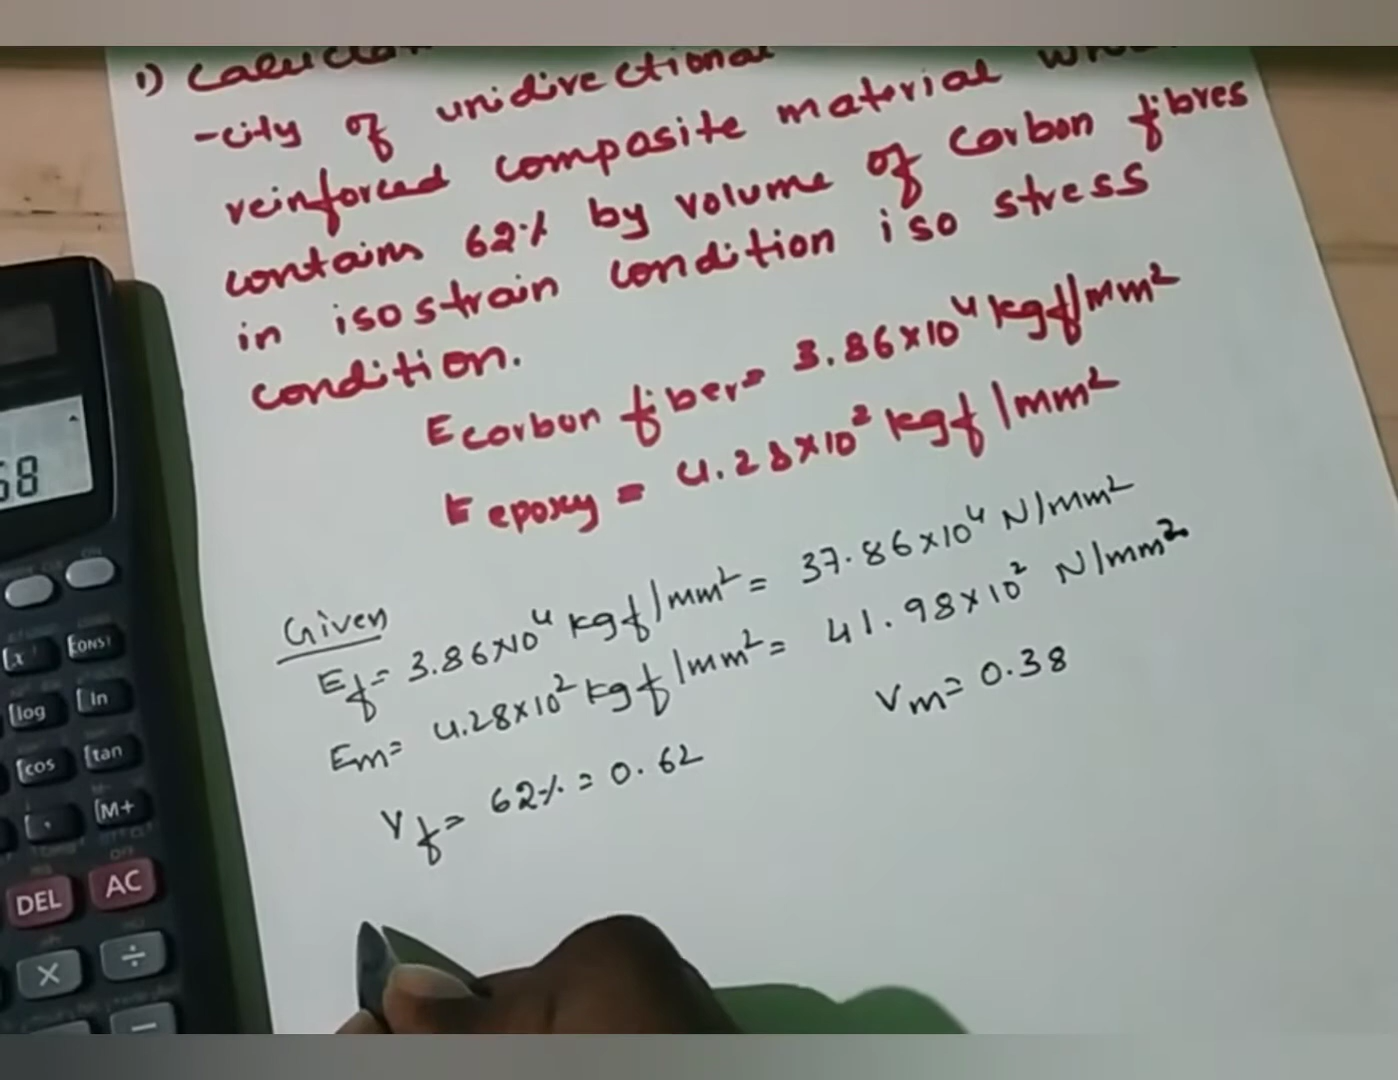 1)
-city of unidirectional
reinforced composite material
contains 62% by volume of Carbon fibres
in isostrain condition iso stress
condition.
E carbon fiber = 3.86×10⁴ kgf/mm²
E epoxy = 4.28×10² kgf/mm²
Given
Ef = 3.86×10⁴ kgf/mm² = 37.86×10⁴ N/mm²
Em = 4.28×10² kgf/mm² = 41.98×10² N/mm²
Vf = 62% = 0.62 Vm = 0.38
68
CONST
log ln
cos tan
, M+
DEL AC
× ÷
−